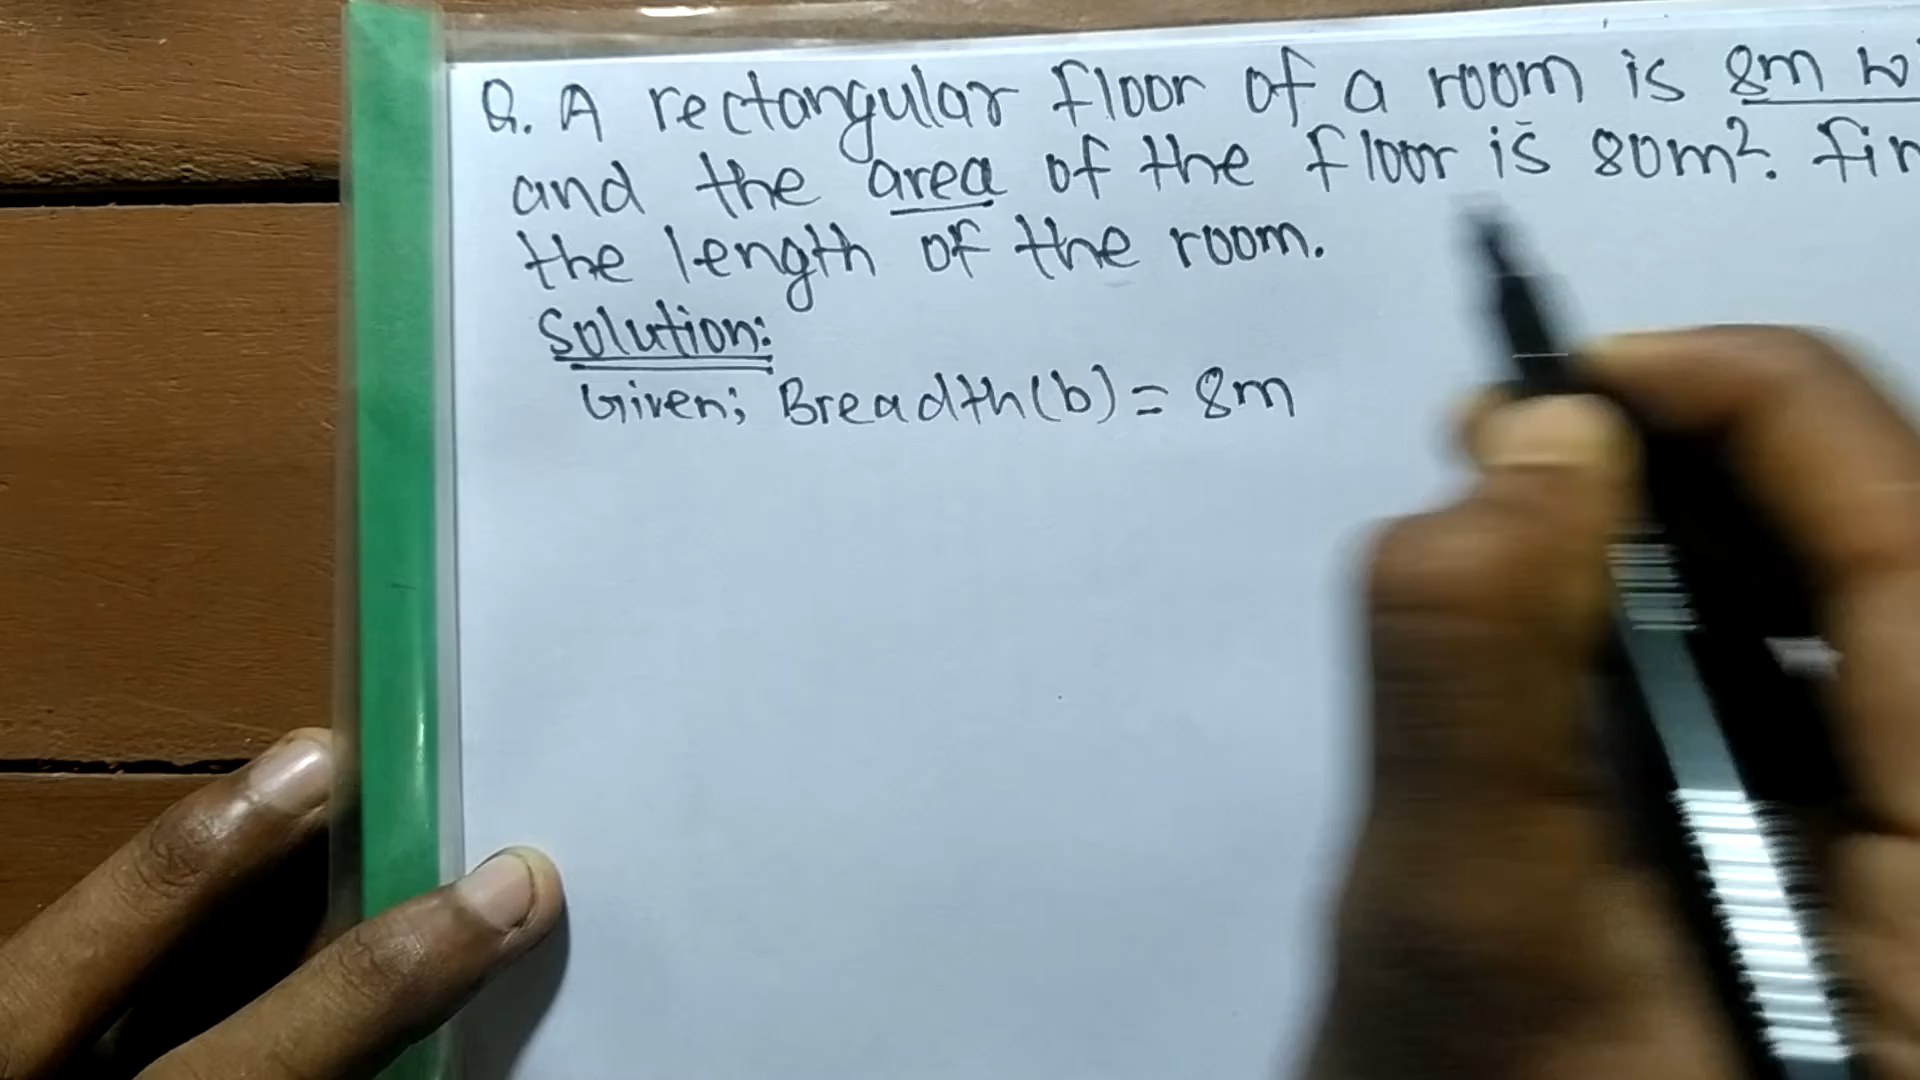 Q. A rectangular floor of a room is 8m
and the area of the floor is 80m². 
the length of the room.
Solution:
Given; Breadth(b) = 8m